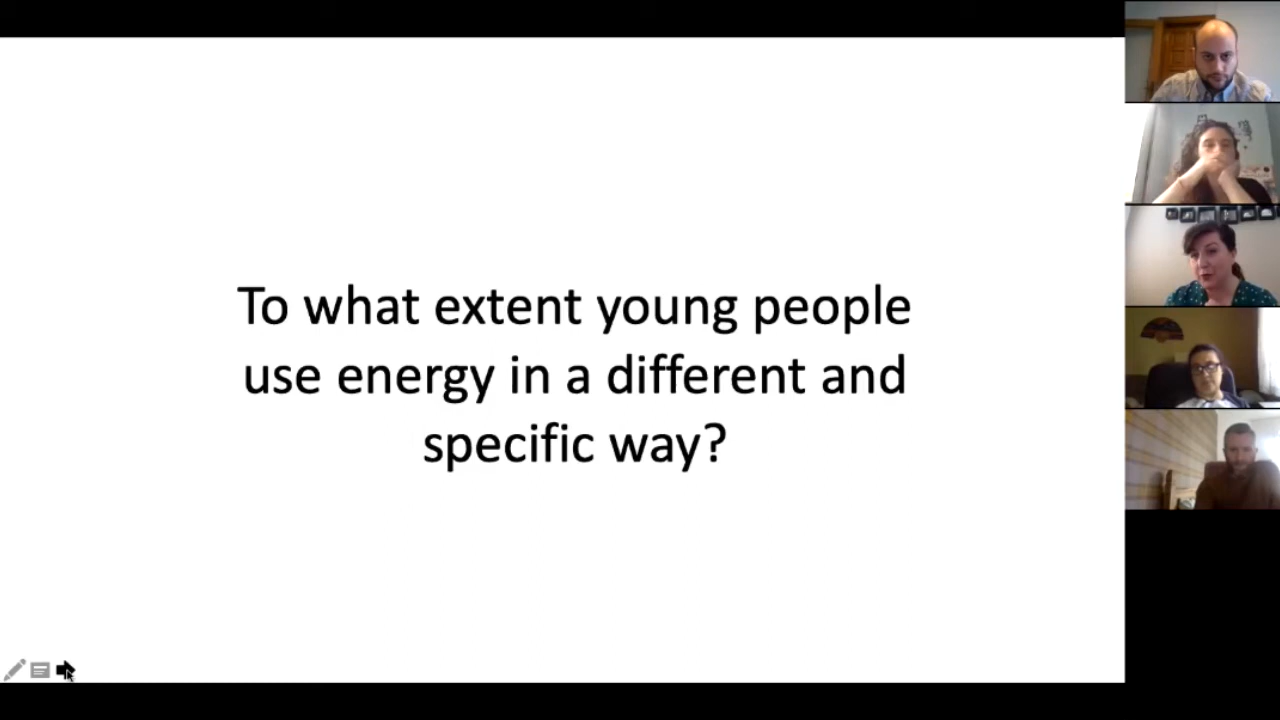 To what extent young people
use energy in a different and
specific way?